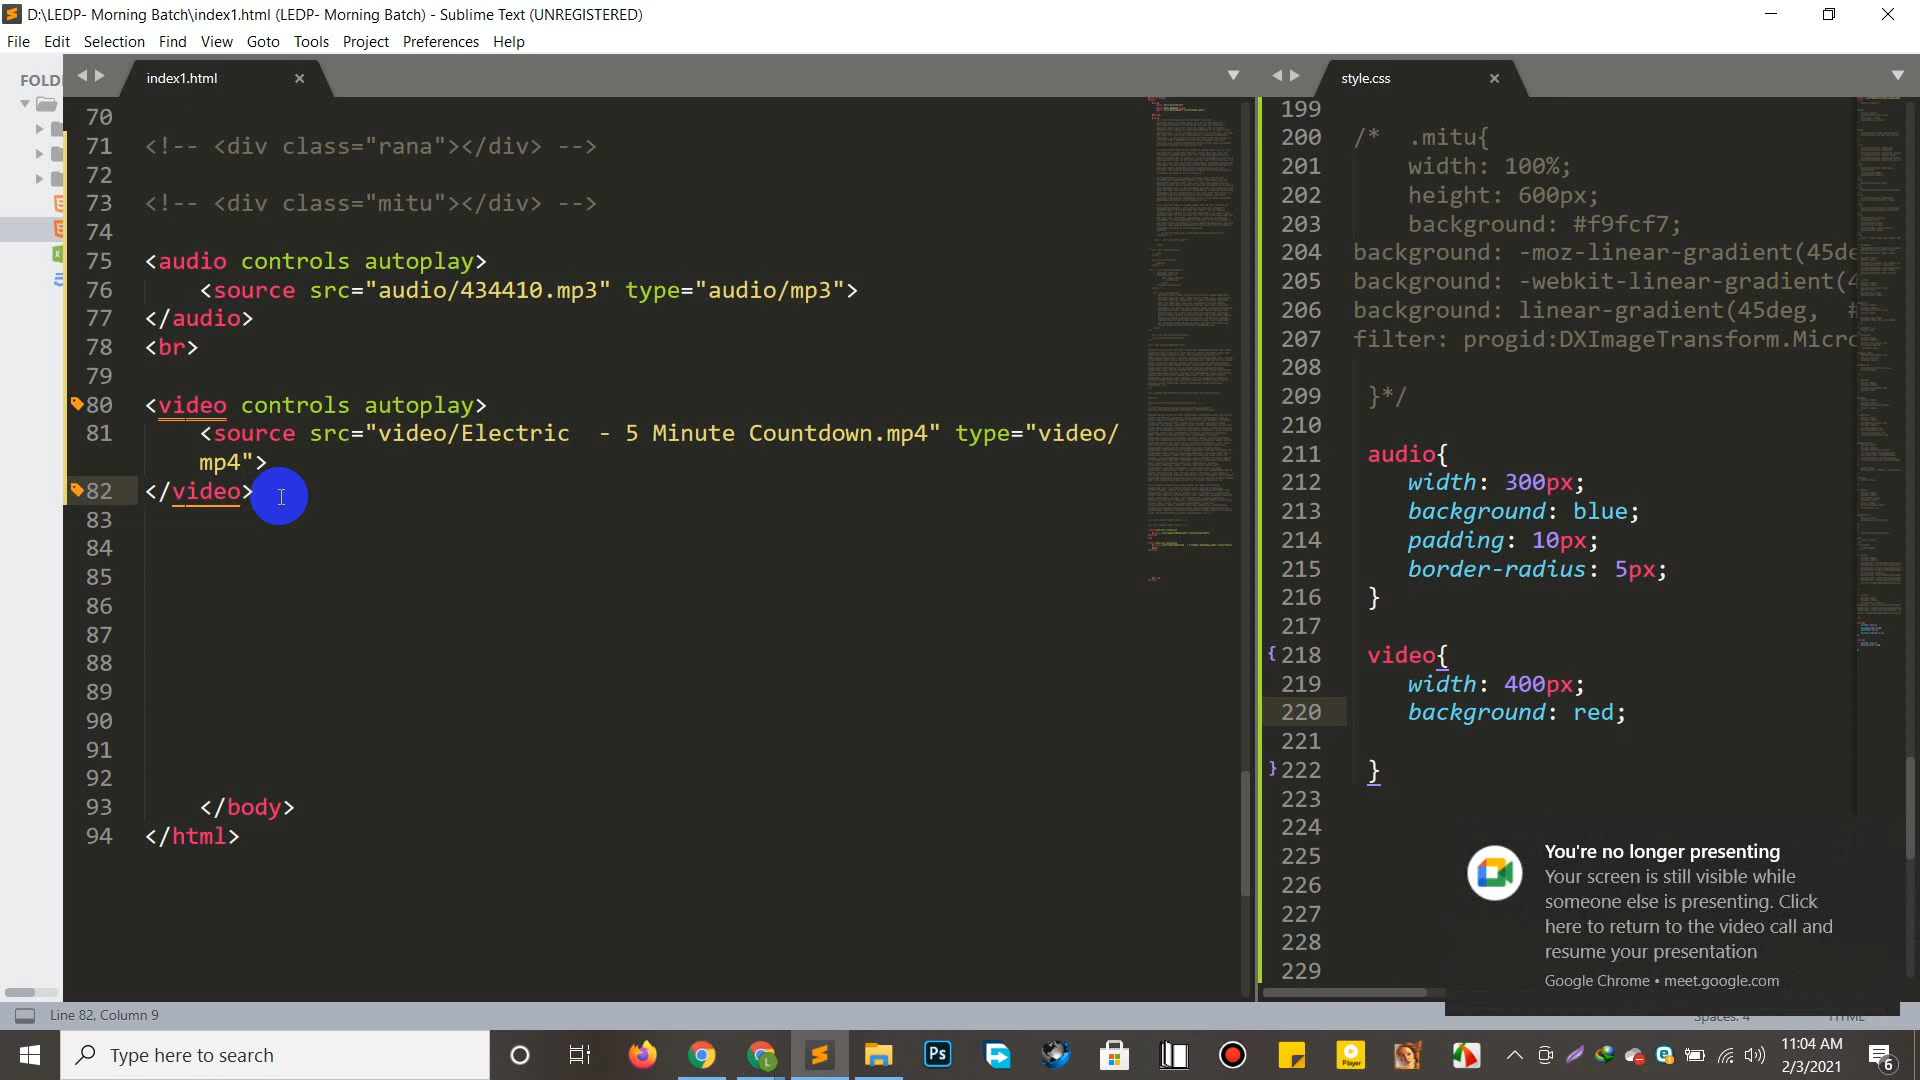 D:\LEDP- Morning Batch\index1.html (LEDP- Morning Batch) - Sublime Text (UNREGISTERED)
File Edit Selection Find View Goto Tools Project Preferences Help
FOLD
index1.html
70
71 <!-- <div class="rana"></div> -->
72
73 <!-- <div class="mitu"></div> -->
74
75 <audio controls autoplay>
76 <source src="audio/434410.mp3" type="audio/mp3">
77 </audio>
78 <br>
79
80 <video controls autoplay>
81 <source src="video/Electric  - 5 Minute Countdown.mp4" type="video/
mp4">
82 </video>
83
84
85
86
87
88
89
90
91
92
93 </body>
94 </html>
style.css
199
200 /*  .mitu{
201 width: 100%;
202 height: 600px;
203 background: #f9fcf7;
204 background: -moz-linear-gradient(45de
205 background: -webkit-linear-gradient(4
206 background: linear-gradient(45deg,  #
207 filter: progid:DXImageTransform.Micro
208
209 }*/
210
211 audio{
212 width: 300px;
213 background: blue;
214 padding: 10px;
215 border-radius: 5px;
216 }
217
{ 218 video{
219 width: 400px;
220 background: red;
221
} 222 }
223
224
225
226
227
228
229
You're no longer presenting
Your screen is still visible while
someone else is presenting. Click
here to return to the video call and
resume your presentation
Google Chrome • meet.google.com
Line 82, Column 9
Spaces: 4 HTML
Type here to search
Ps
L
Player
11:04 AM
2/3/2021
6